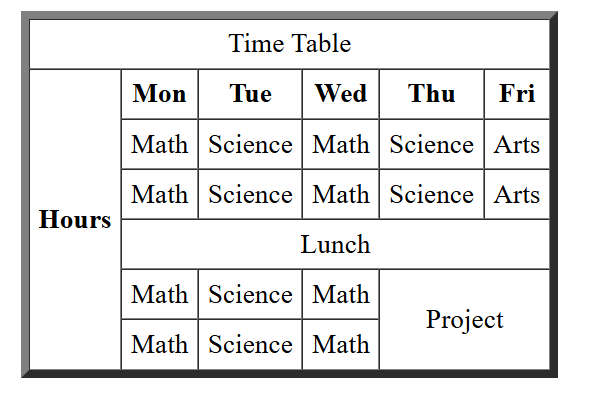 Time Table
Hours Mon Tue Wed Thu Fri
Math Science Math Science Arts
Math Science Math Science Arts
Lunch
Math Science Math Project
Math Science Math